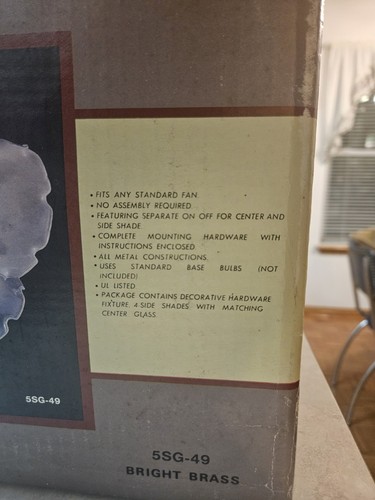 • FITS ANY STANDARD FAN
• NO ASSEMBLY REQUIRED
• FEATURING SEPARATE ON OFF FOR CENTER AND
SIDE SHADE
• COMPLETE MOUNTING HARDWARE WITH
INSTRUCTIONS ENCLOSED
• ALL METAL CONSTRUCTIONS.
• USES STANDARD BASE BULBS (NOT
INCLUDED)
• UL LISTED
• PACKAGE CONTAINS DECORATIVE HARDWARE
FIXTURE. 4 SIDE SHADES WITH MATCHING
CENTER GLASS
5SG-49
5SG-49
BRIGHT BRASS